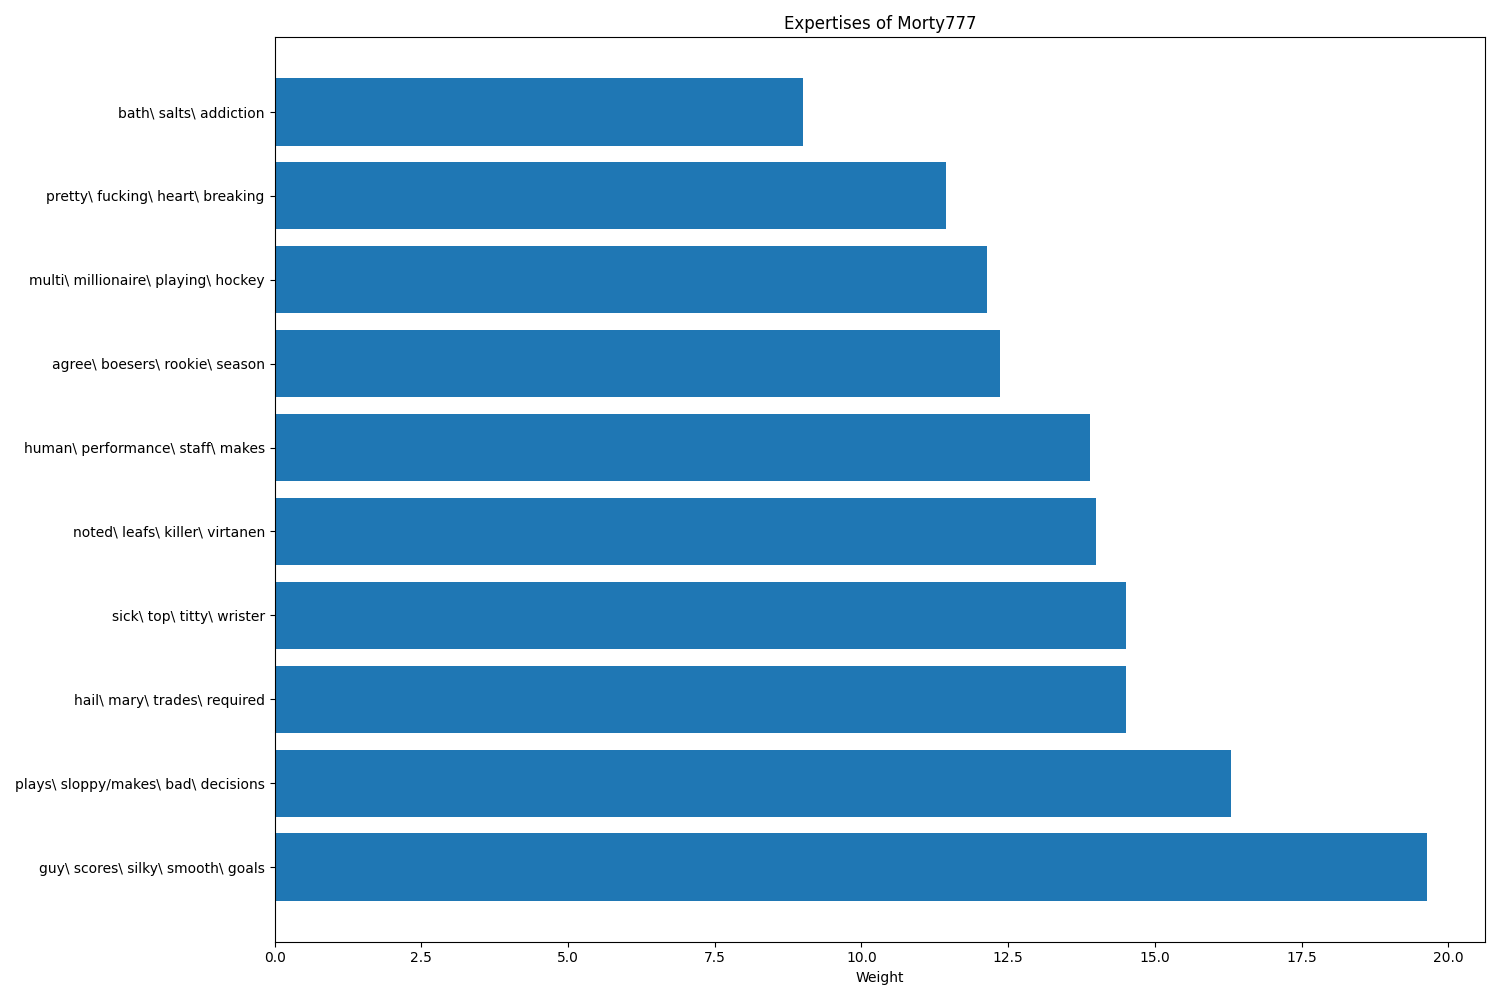 Expertises of Morty777
bath\ salts\ addiction
pretty\ fucking\ heart\ breaking
multi\ millionaire\ playing\ hockey
agree\ boesers\ rookie\ season
human\ performance\ staff\ makes
noted\ leafs\ killer\ virtanen
sick\ top\ titty\ wrister
hail\ mary\ trades\ required
plays\ sloppy/makes\ bad\ decisions
guy\ scores\ silky\ smooth\ goals
0.0 2.5 5.0 7.5 10.0 12.5 15.0 17.5 20.0
Weight